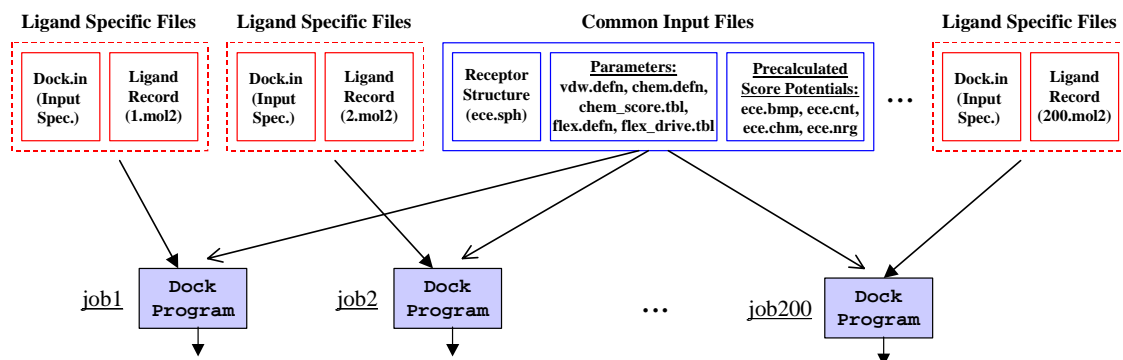 Ligand Specific Files
Ligand Specific Files
Common Input Files
Ligand Specific Files
Dock.in
(Input
Spec.)
Ligand
Record
(1.mol2)
Dock.in
(Input
Spec.)
Ligand
Record
(2.mol2)
Receptor
Structure
(ece.sph)
Parameters:
vdw.defn, chem.defn,
chem_score.tbl,
flex.defn, flex_drive.tbl
Precalculated
Score Potentials:
ece.bmp, ece.cnt,
ece.chm, ece.nrg
...
Dock.in
(Input
Spec.)
Ligand
Record
(200.mol2)
job1
Dock
Program
job2
Dock
Program
...
job200
Dock
Program